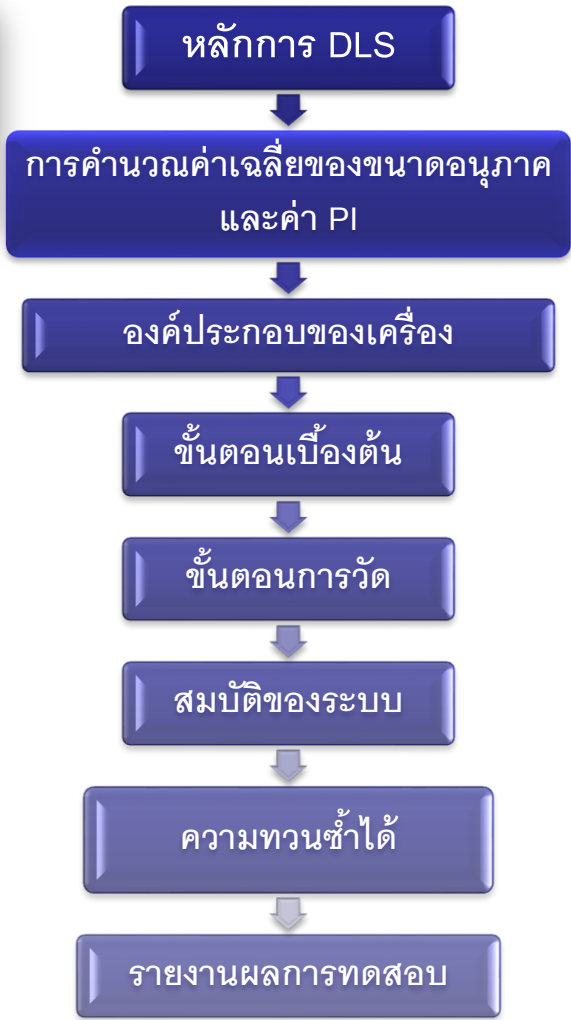 หลักการ DLS
การคำนวณค่าเฉลี่ยของขนาดอนุภาค
และค่า PI
องค์ประกอบของเครื่อง
ขั้นตอนเบื้องต้น
ขั้นตอนการวัด
สมบัติของระบบ
ความทวนซ้ำได้
รายงานผลการทดสอบ